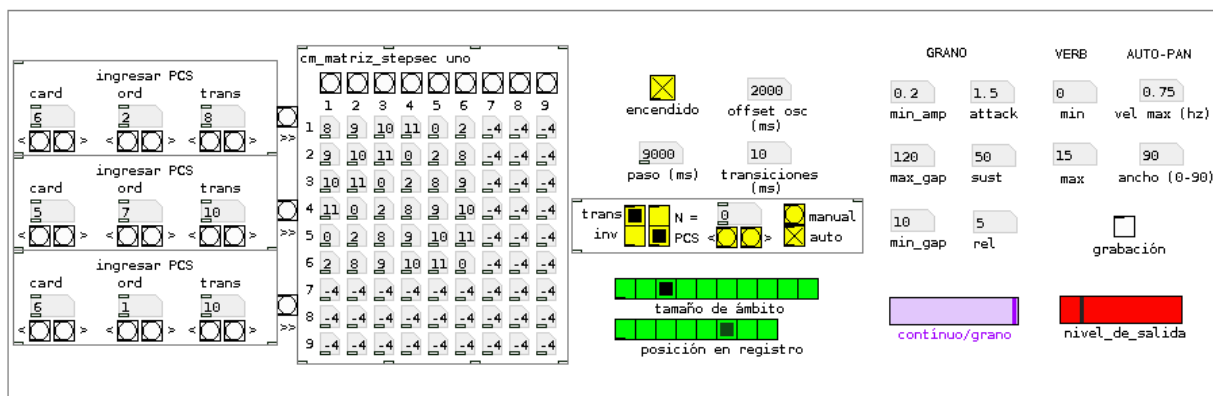 ingresar PCS
card ord trans
6 2 8
< > < > < >
>>
ingresar PCS
card ord trans
5 7 10
< > < > < >
>>
ingresar PCS
card ord trans
6 1 10
< > < > < >
>>
cm_matriz_stepsec uno
1 2 3 4 5 6 7 8 9
1 8 9 10 11 0 2 -4 -4 -4
2 9 10 11 0 2 8 -4 -4 -4
3 10 11 0 2 8 9 -4 -4 -4
4 11 0 2 8 9 10 -4 -4 -4
5 0 2 8 9 10 11 -4 -4 -4
6 2 8 9 10 11 0 -4 -4 -4
7 -4 -4 -4 -4 -4 -4 -4 -4 -4
8 -4 -4 -4 -4 -4 -4 -4 -4 -4
9 -4 -4 -4 -4 -4 -4 -4 -4 -4
encendido
2000
offset osc
(ms)
9000
paso (ms)
10
transiciones
(ms)
trans N = 0 manual
inv PCS < > auto
tamaño de ámbito
posición en registro
GRANO
0.2 1.5
min_amp attack
120 50
max_gap sust
10 5
min_gap rel
contínuo/grano
VERB
0
min
15
max
AUTO-PAN
0.75
vel max (hz)
90
ancho (0-90)
grabación
nivel_de_salida